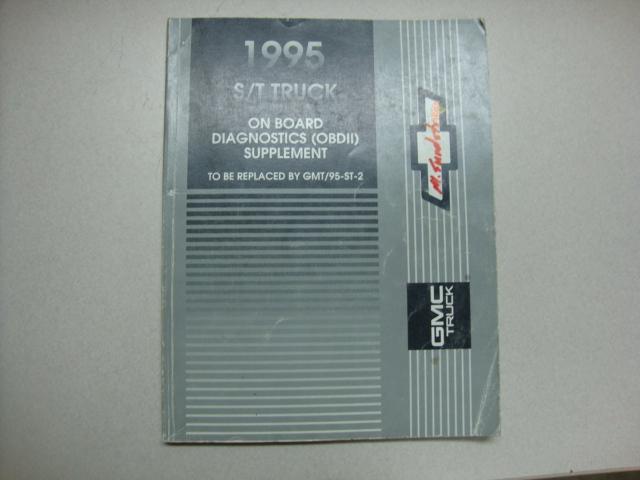 1995
S/T TRUCK
ON BOARD
DIAGNOSTICS (OBDII)
SUPPLEMENT
TO BE REPLACED BY GMT/95-ST-2
GMC
TRUCK